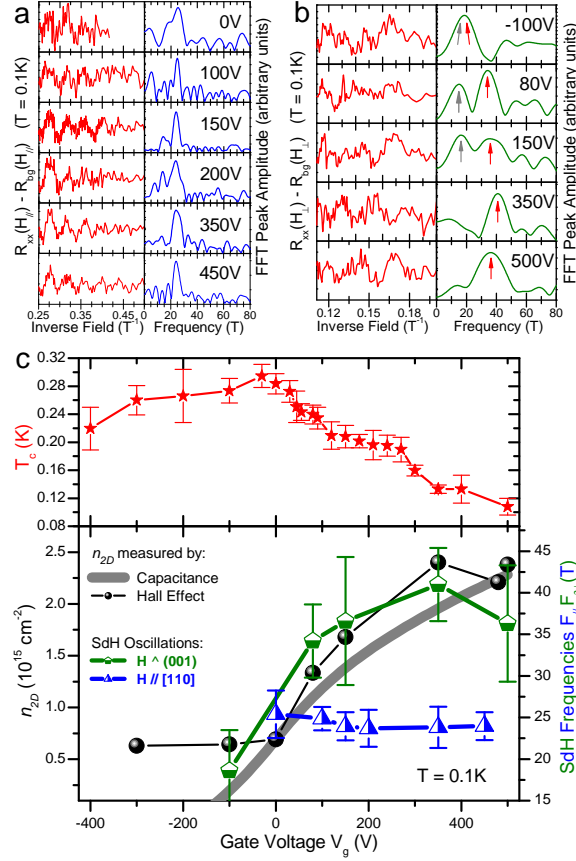 a
R_xx(H_//) - R_bg(H_//) (T = 0.1K)
0V
100V
150V
200V
350V
450V
FFT Peak Amplitude (arbitrary units)
0.25 0.35 0.45 0 20 40 60 80
Inverse Field (T^-1) Frequency (T)
b
R_xx(H_⊥) - R_bg(H_⊥) (T = 0.1K)
-100V
80V
150V
350V
500V
FFT Peak Amplitude (arbitrary units)
0.12 0.15 0.18 0 20 40 60 80
Inverse Field (T^-1) Frequency (T)
c
T_c (K)
0.32
0.28
0.24
0.20
0.16
0.12
0.08
n_2D measured by:
Capacitance
Hall Effect
SdH Oscillations:
H ^ (001)
H // [110]
T = 0.1K
n_2D (10^15 cm^-2)
2.5
2.0
1.5
1.0
0.5
45
40
35
30
25
20
15
SdH Frequencies F_//,F_⊥ (T)
-400 -200 0 200 400
Gate Voltage V_g (V)